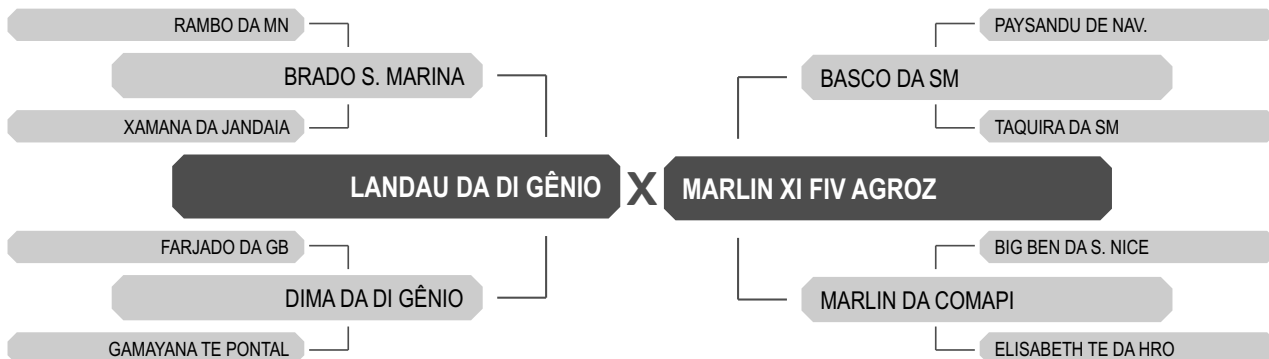 RAMBO DA MN
BRADO S. MARINA
XAMANA DA JANDAIA
LANDAU DA DI GÊNIO
FARJADO DA GB
DIMA DA DI GÊNIO
GAMAYANA TE PONTAL
X
PAYSANDU DE NAV.
BASCO DA SM
TAQUIRA DA SM
MARLIN XI FIV AGROZ
BIG BEN DA S. NICE
MARLIN DA COMAPI
ELISABETH TE DA HRO